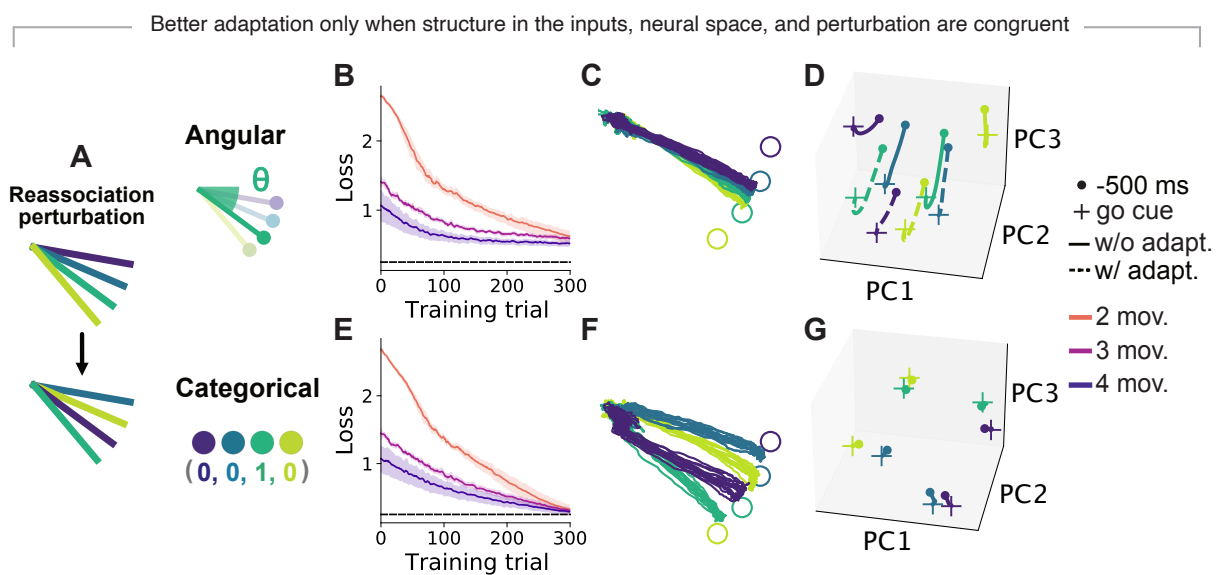 Better adaptation only when structure in the inputs, neural space, and perturbation are congruent
A
Reassociation
perturbation
Angular
θ
B
Loss
2
1
0
100
200
300
Training trial
C
D
PC3
PC2
PC1
-500 ms
go cue
w/o adapt.
w/ adapt.
2 mov.
3 mov.
4 mov.
Categorical
(0, 0, 1, 0)
E
Loss
2
1
0
100
200
300
Training trial
F
G
PC3
PC2
PC1